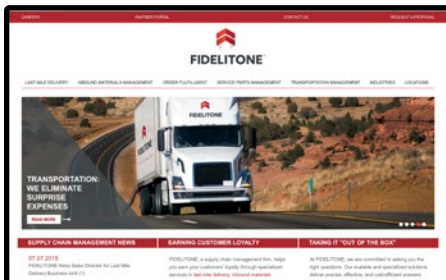 CAREERS PARTNER PORTAL CONTACT US REQUEST A PROPOSAL
FIDELITONE
LAST MILE DELIVERY INBOUND MATERIALS MANAGEMENT ORDER FULFILLMENT SERVICE PARTS MANAGEMENT TRANSPORTATION MANAGEMENT INDUSTRIES LOCATIONS
FIDELITONE
FIDELITONE
TRANSPORTATION:
WE ELIMINATE
SURPRISE
EXPENSES
READ MORE
SUPPLY CHAIN MANAGEMENT NEWS
07.07.2015
FIDELITONE Hires Sales Director for Last Mile
Delivery Business Unit (1)
EARNING CUSTOMER LOYALTY
FIDELITONE, a supply chain management firm, helps
you earn your customers' loyalty through specialized
services in last mile delivery, inbound materials
TAKING IT "OUT OF THE BOX"
At FIDELITONE, we are committed to asking you the
right questions. Our scalable and specialized solutions
deliver precise, effective, and cost-efficient answers